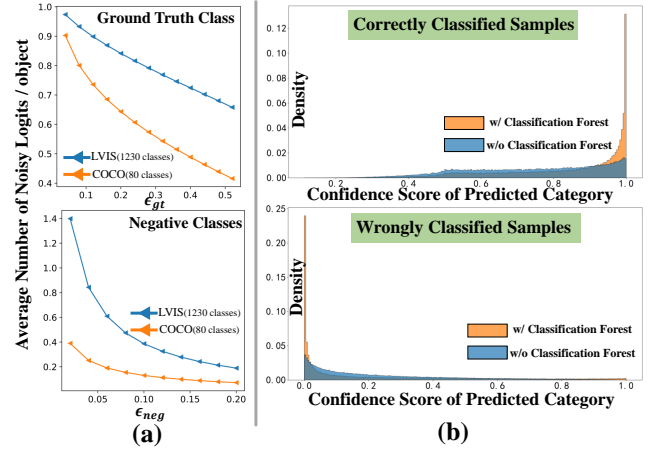 Average Number of Noisy Logits / object
Ground Truth Class
1.0
0.9
0.8
0.7
0.6
0.5
0.4
LVIS(1230 classes)
COCO(80 classes)
0.1 0.2 0.3 0.4 0.5
ϵgt
Negative Classes
1.4
1.2
1.0
0.8
0.6
0.4
0.2
LVIS(1230 classes)
COCO(80 classes)
0.05 0.10 0.15 0.20
ϵneg
(a)
Correctly Classified Samples
Density
0.12
0.10
0.08
0.06
0.04
0.02
0.00
w/ Classification Forest
w/o Classification Forest
0.2 0.4 0.6 0.8 1.0
Confidence Score of Predicted Category
Wrongly Classified Samples
Density
0.25
0.20
0.15
0.10
0.05
0.00
w/ Classification Forest
w/o Classification Forest
0.0 0.2 0.4 0.6 0.8 1.0
Confidence Score of Predicted Category
(b)